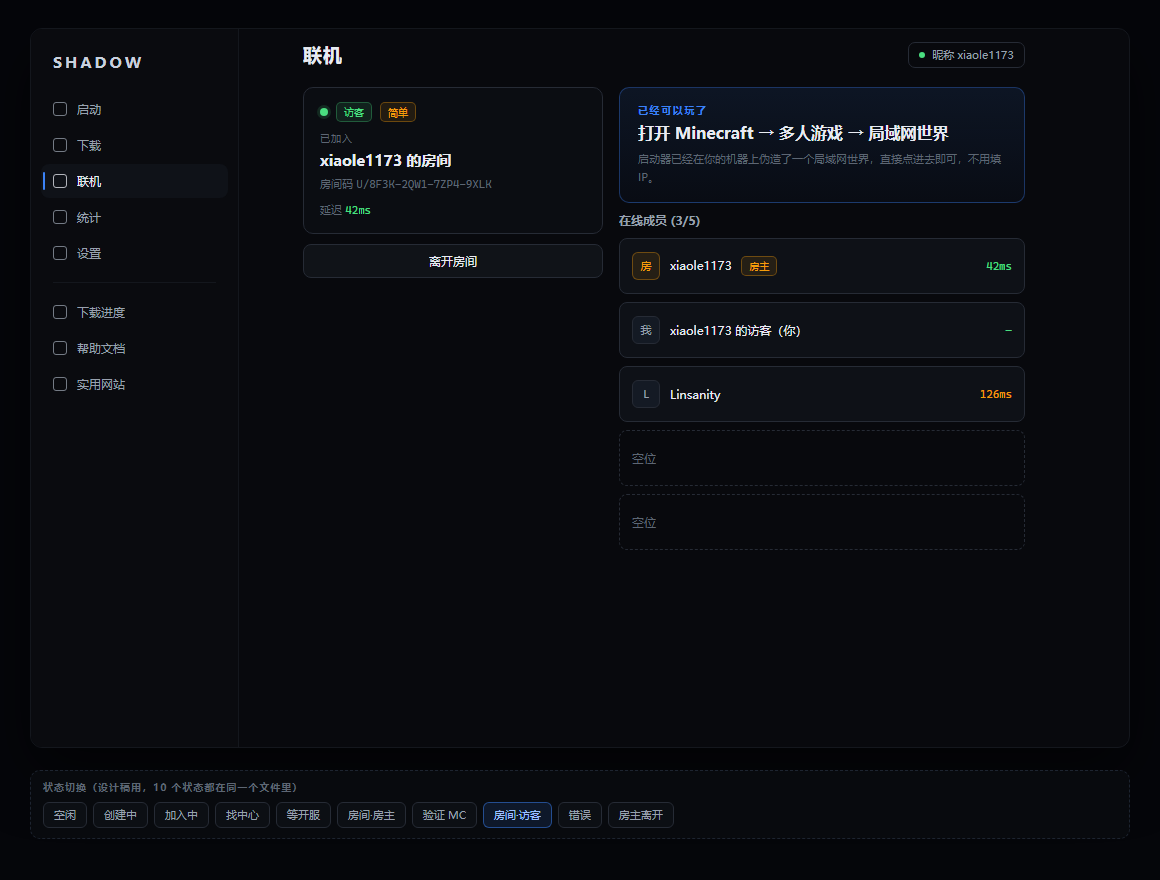 SHADOW
启动
下载
联机
统计
设置
下载进度
帮助文档
实用网站
联机
昵称 xiaole1173
访客
简单
已加入
xiaole1173 的房间
房间码 U/8F3K-2QW1-7ZP4-9XLK
延迟 42ms
离开房间
已经可以玩了
打开 Minecraft → 多人游戏 → 局域网世界
启动器已经在你的机器上伪造了一个局域网世界，直接点进去即可，不用填
IP。
在线成员 (3/5)
房
xiaole1173
房主
42ms
我
xiaole1173 的访客（你）
—
L
Linsanity
126ms
空位
空位
状态切换（设计稿用，10 个状态都在同一个文件里）
空闲
创建中
加入中
找中心
等开服
房间·房主
验证 MC
房间·访客
错误
房主离开